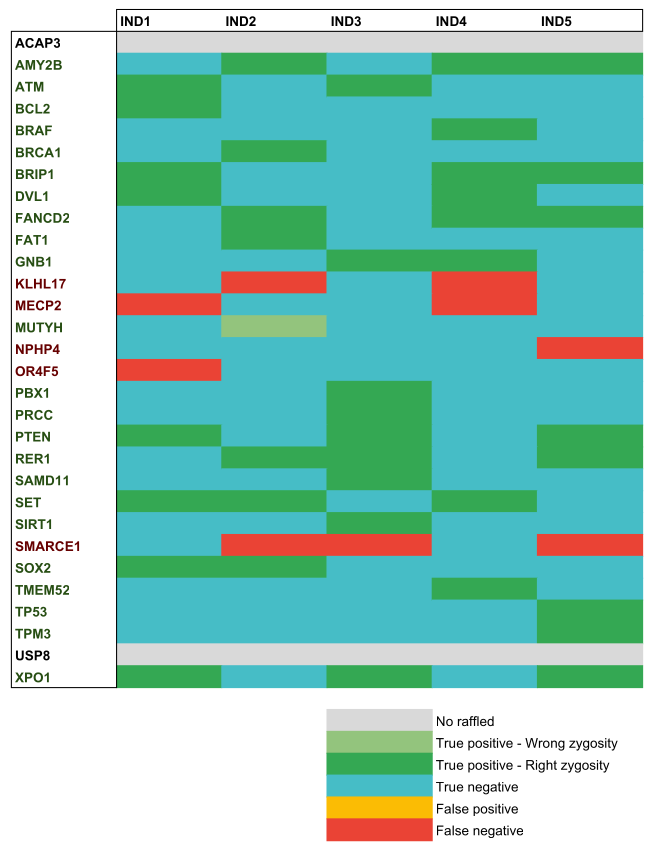 IND1 IND2 IND3 IND4 IND5
ACAP3
AMY2B
ATM
BCL2
BRAF
BRCA1
BRIP1
DVL1
FANCD2
FAT1
GNB1
KLHL17
MECP2
MUTYH
NPHP4
OR4F5
PBX1
PRCC
PTEN
RER1
SAMD11
SET
SIRT1
SMARCE1
SOX2
TMEM52
TP53
TPM3
USP8
XPO1
No raffled
True positive - Wrong zygosity
True positive - Right zygosity
True negative
False positive
False negative